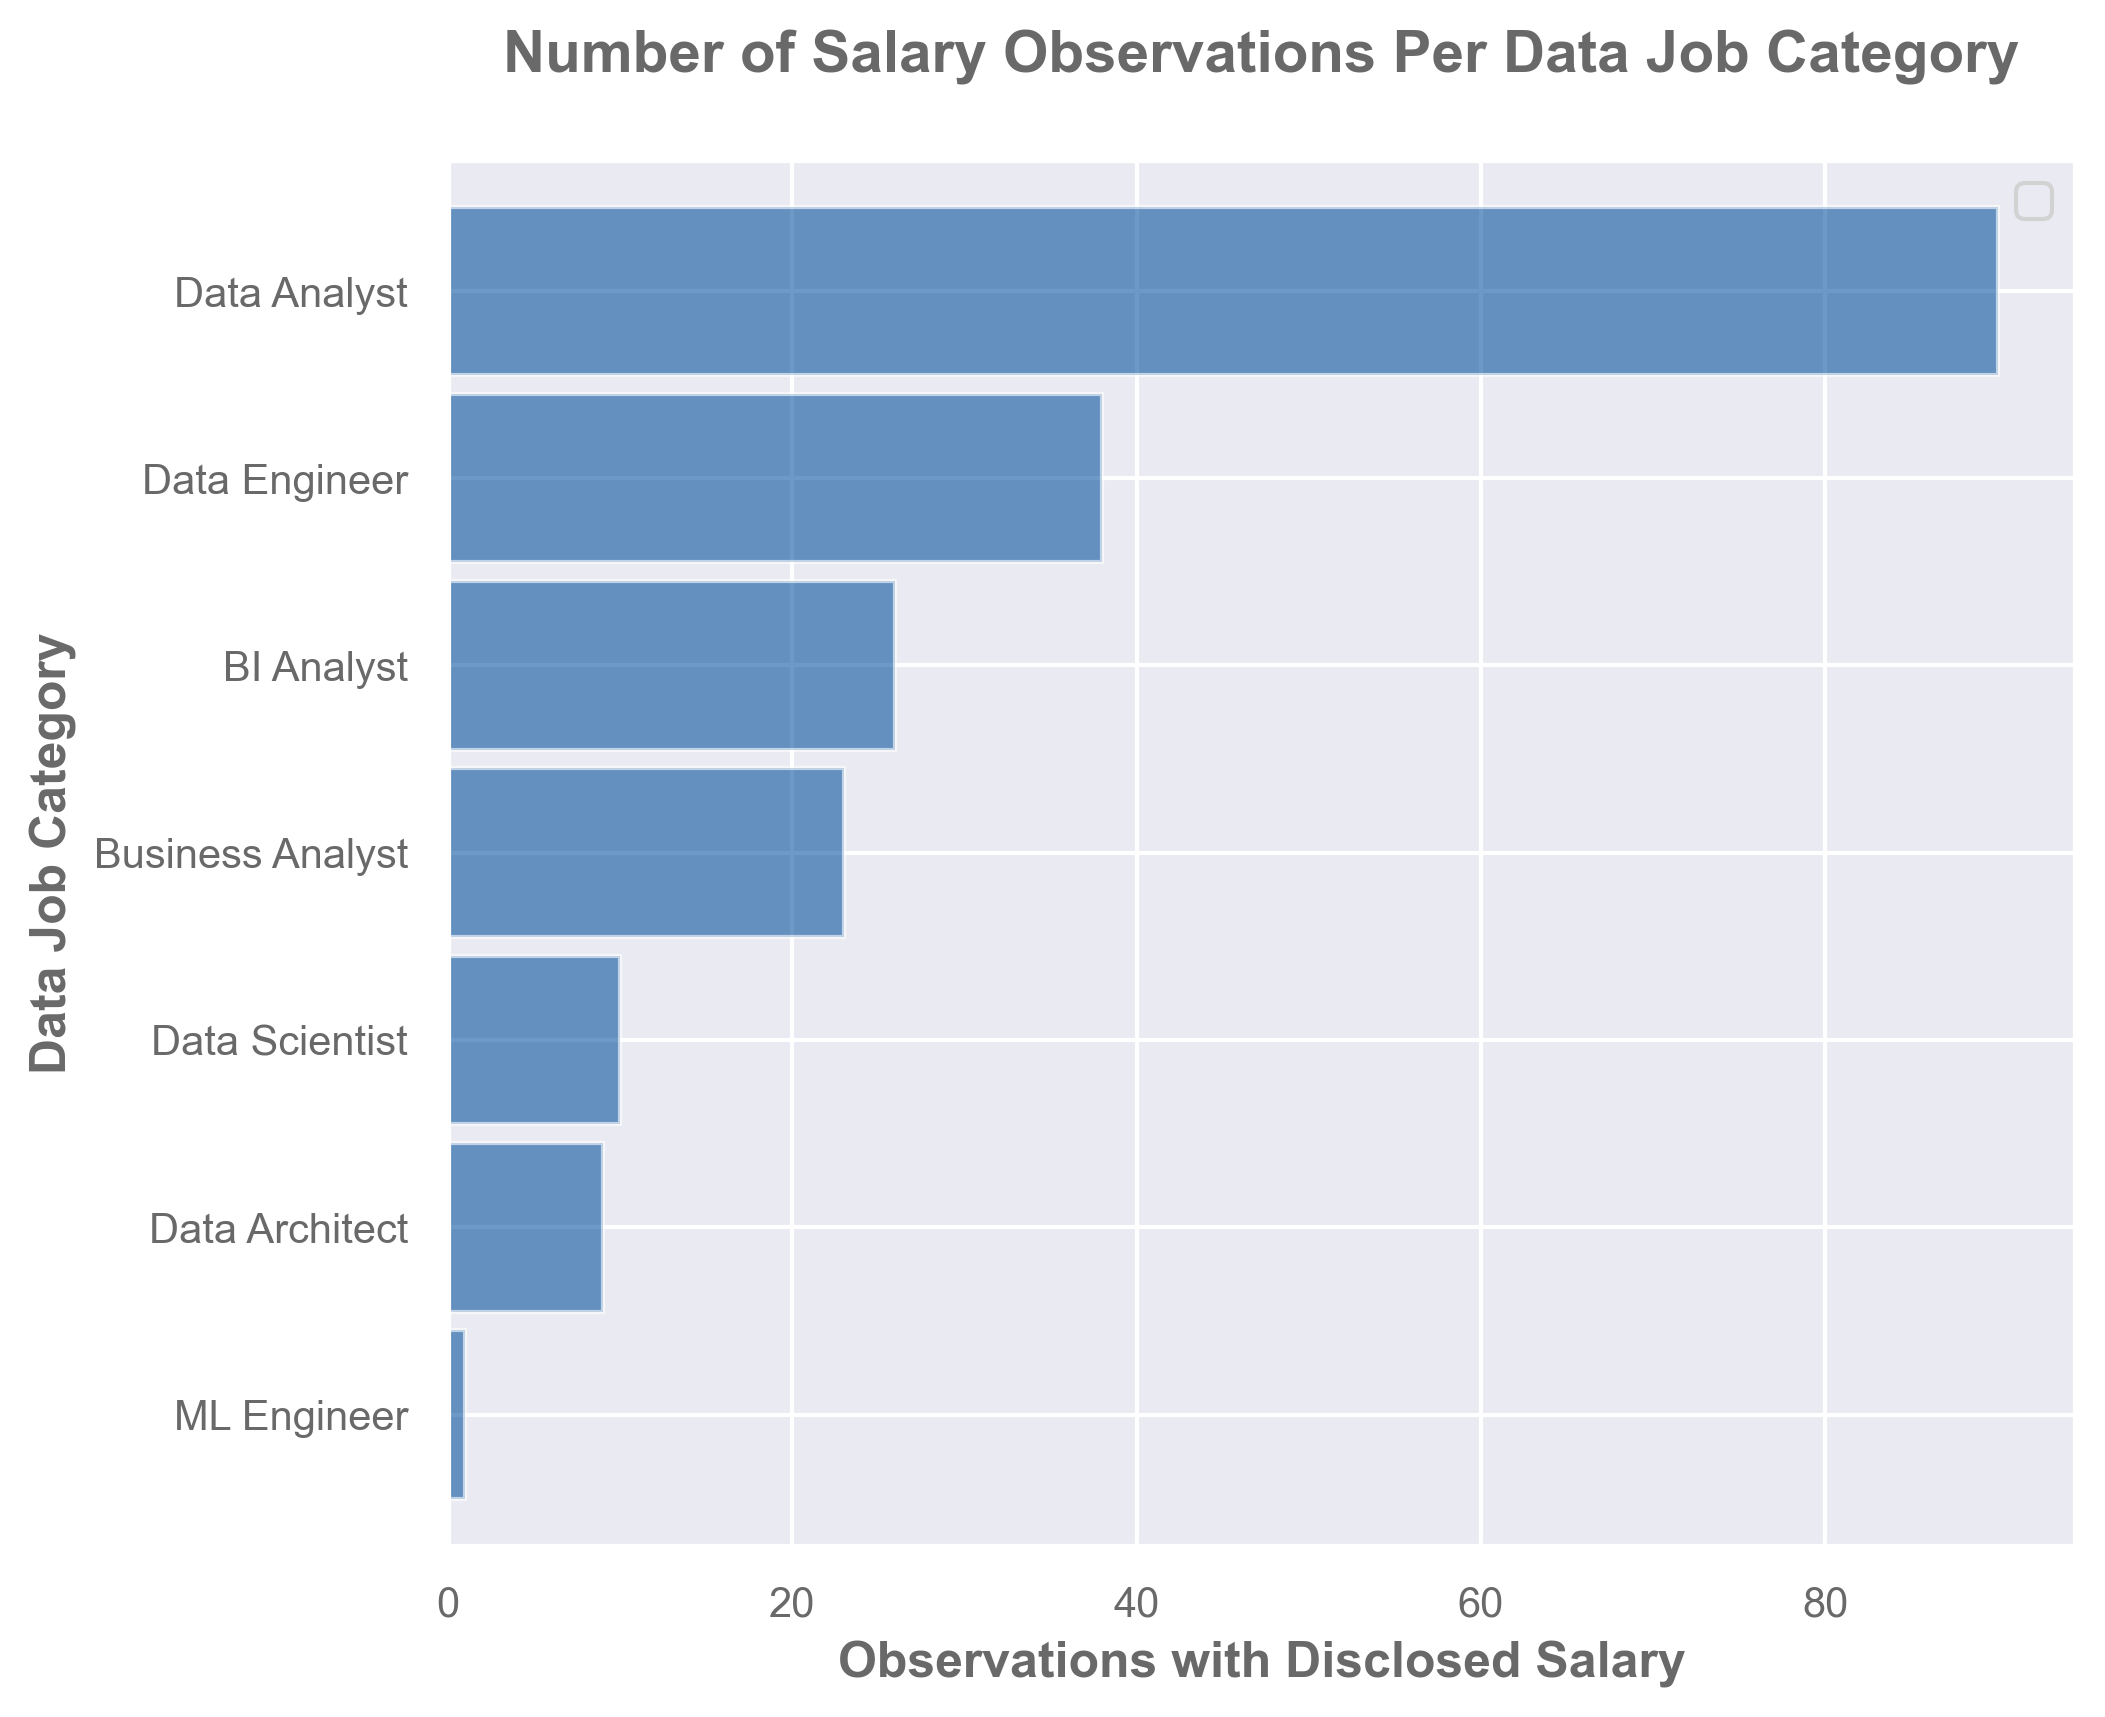 Number of Salary Observations Per Data Job Category
Data Job Category
Data Analyst
Data Engineer
BI Analyst
Business Analyst
Data Scientist
Data Architect
ML Engineer
0 20 40 60 80
Observations with Disclosed Salary